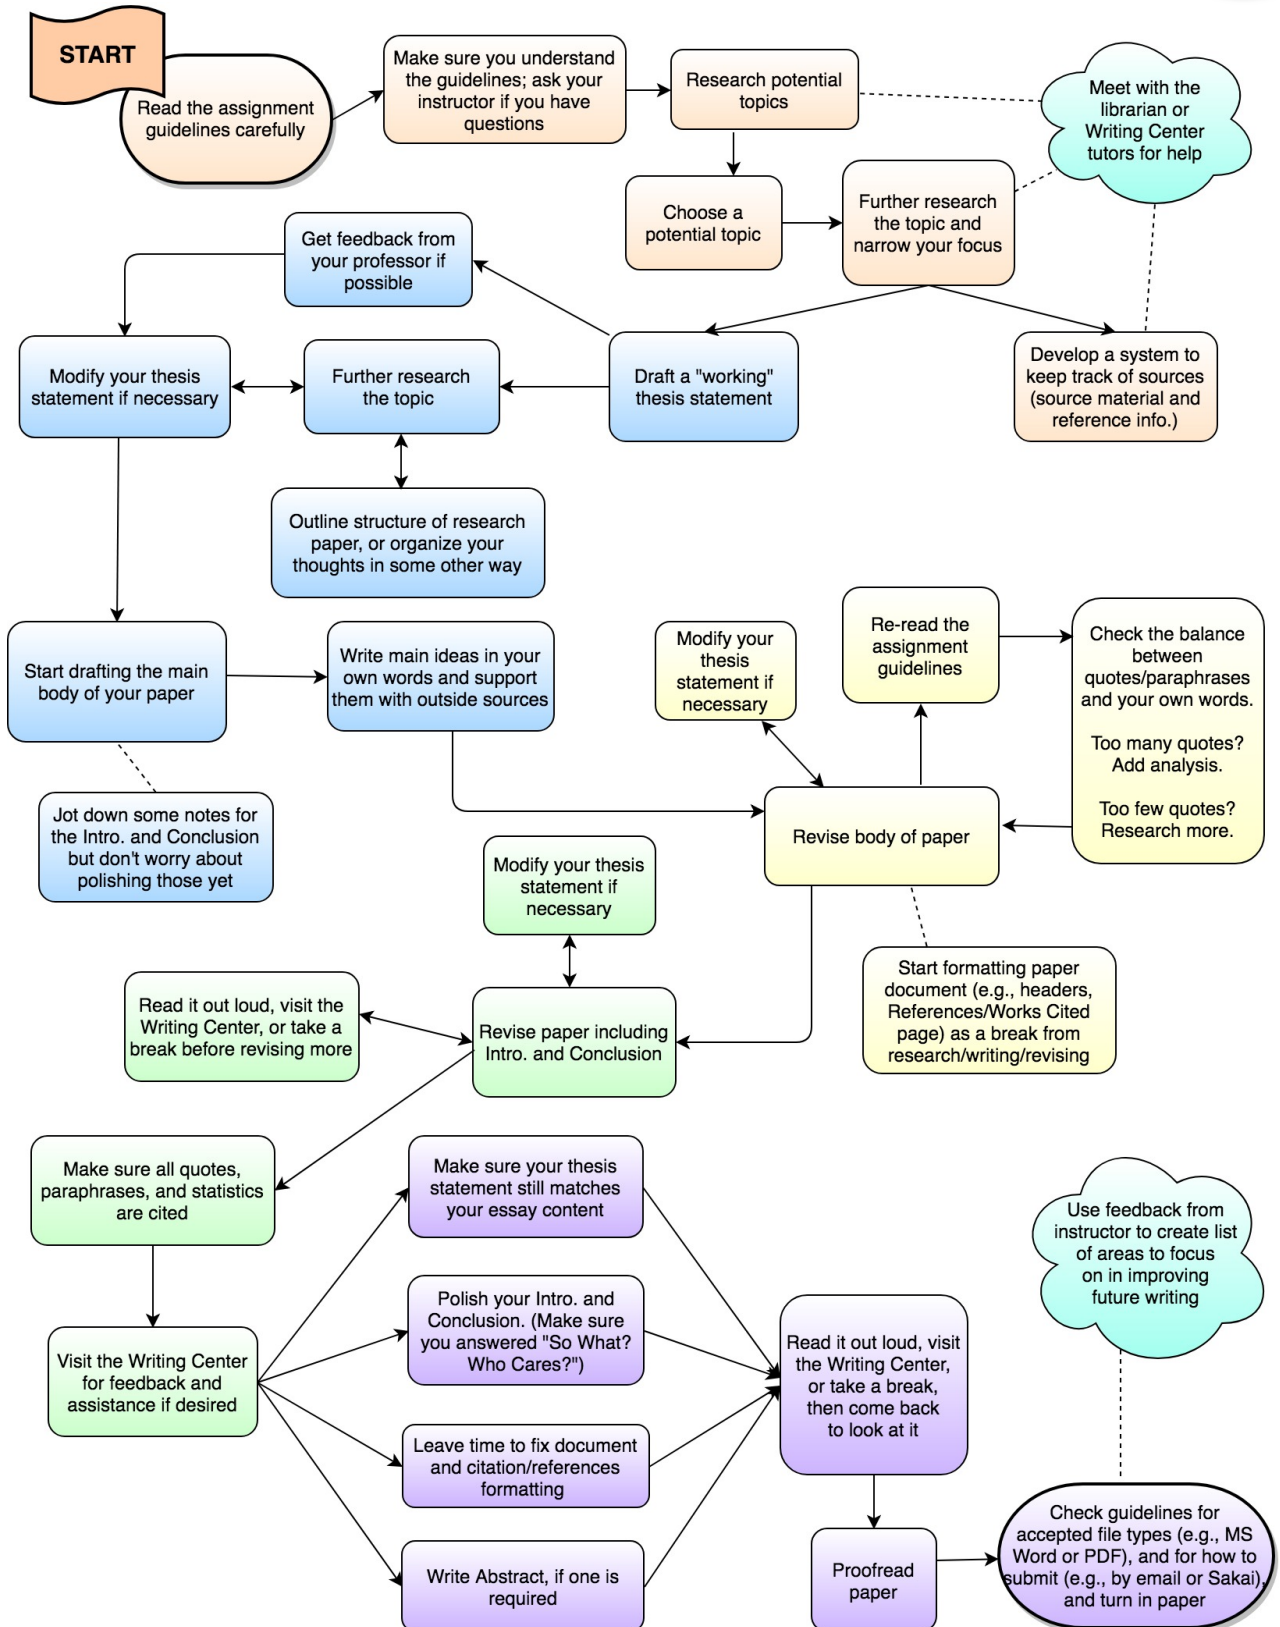 START
Read the assignment
guidelines carefully
Make sure you understand
the guidelines; ask your
instructor if you have
questions
Research potential
topics
Meet with the
librarian or
Writing Center
tutors for help
Choose a
potential topic
Further research
the topic and
narrow your focus
Get feedback from
your professor if
possible
Modify your thesis
statement if necessary
Further research
the topic
Draft a "working"
thesis statement
Develop a system to
keep track of sources
(source material and
reference info.)
Outline structure of research
paper, or organize your
thoughts in some other way
Start drafting the main
body of your paper
Write main ideas in your
own words and support
them with outside sources
Modify your
thesis
statement if
necessary
Re-read the
assignment
guidelines
Check the balance
between
quotes/paraphrases
and your own words.
Too many quotes?
Add analysis.
Too few quotes?
Research more.
Jot down some notes for
the Intro. and Conclusion
but don't worry about
polishing those yet
Revise body of paper
Modify your thesis
statement if
necessary
Start formatting paper
document (e.g., headers,
References/Works Cited
page) as a break from
research/writing/revising
Read it out loud, visit the
Writing Center, or take a
break before revising more
Revise paper including
Intro. and Conclusion
Make sure all quotes,
paraphrases, and statistics
are cited
Make sure your thesis
statement still matches
your essay content
Use feedback from
instructor to create list
of areas to focus
on in improving
future writing
Polish your Intro. and
Conclusion. (Make sure
you answered "So What?
Who Cares?")
Visit the Writing Center
for feedback and
assistance if desired
Read it out loud, visit
the Writing Center,
or take a break,
then come back
to look at it
Leave time to fix document
and citation/references
formatting
Write Abstract, if one is
required
Proofread
paper
Check guidelines for
accepted file types (e.g., MS
Word or PDF), and for how to
submit (e.g., by email or Sakai),
and turn in paper